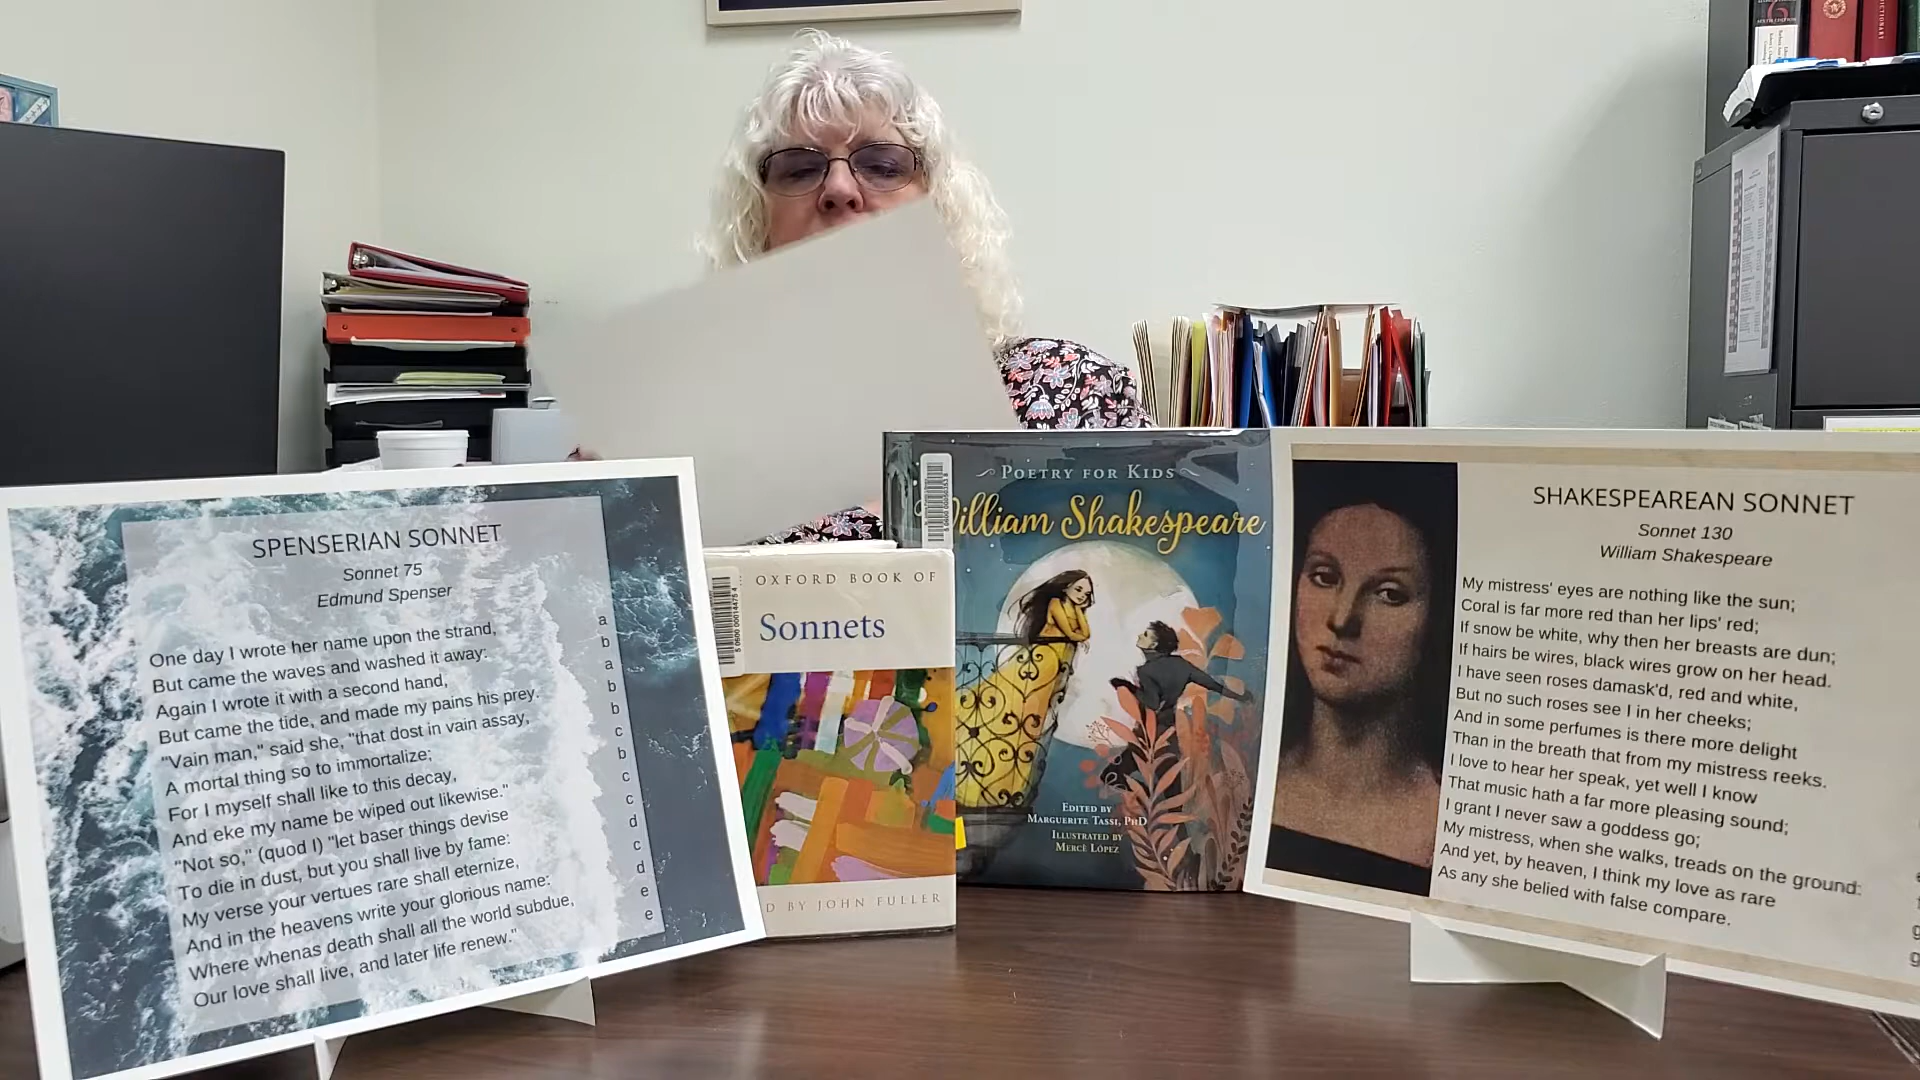 SPENSERIAN SONNET
Sonnet 75
Edmund Spenser
One day I wrote her name upon the strand,
But came the waves and washed it away:
Again I wrote it with a second hand,
But came the tide, and made my pains his prey.
"Vain man," said she, "that dost in vain assay,
A mortal thing so to immortalize;
For I myself shall like to this decay,
And eke my name be wiped out likewise."
"Not so," (quod I) "let baser things devise
To die in dust, but you shall live by fame:
My verse your vertues rare shall eternize,
And in the heavens write your glorious name:
Where whenas death shall all the world subdue,
Our love shall live, and later life renew."
a
b
a
b
b
c
b
c
c
d
c
d
e
e
OXFORD BOOK OF
Sonnets
D BY JOHN FULLER
POETRY FOR KIDS
William Shakespeare
EDITED BY
MARGUERITE TASSI, PHD
ILLUSTRATED BY
MERCÈ LÓPEZ
SHAKESPEAREAN SONNET
Sonnet 130
William Shakespeare
My mistress' eyes are nothing like the sun;
Coral is far more red than her lips' red;
If snow be white, why then her breasts are dun;
If hairs be wires, black wires grow on her head.
I have seen roses damask'd, red and white,
But no such roses see I in her cheeks;
And in some perfumes is there more delight
Than in the breath that from my mistress reeks.
I love to hear her speak, yet well I know
That music hath a far more pleasing sound;
I grant I never saw a goddess go;
My mistress, when she walks, treads on the ground:
And yet, by heaven, I think my love as rare
As any she belied with false compare.
g
g